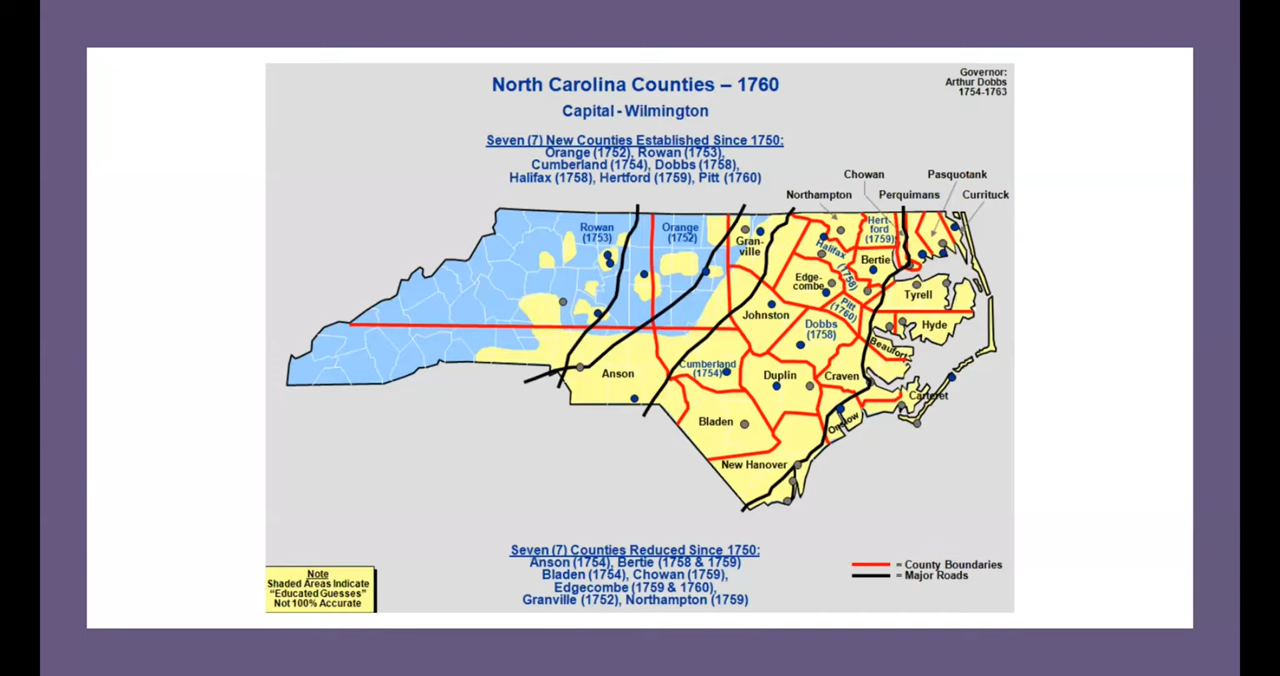 North Carolina Counties – 1760
Governor:
Arthur Dobbs
1754-1763
Capital - Wilmington
Seven (7) New Counties Established Since 1750:
Orange (1752), Rowan (1753),
Cumberland (1754), Dobbs (1758),
Halifax (1758), Hertford (1759), Pitt (1760)
Chowan
Pasquotank
Northampton
Perquimans
Currituck
Rowan
(1753)
Orange
(1752)
Gran-
ville
Hert-
ford
(1759)
Halifax
(1758)
Bertie
Edge-
combe
Tyrrell
Pitt
(1760)
Johnston
Dobbs
(1758)
Hyde
Beaufort
Anson
Cumberland
(1754)
Duplin
Craven
Carteret
Bladen
Onslow
New Hanover
Seven (7) Counties Reduced Since 1750:
Anson (1754), Bertie (1758 & 1759)
Bladen (1754), Chowan (1759),
Edgecombe (1759 & 1760),
Granville (1752), Northampton (1759)
= County Boundaries
= Major Roads
Note
Shaded Areas Indicate
“Educated Guesses”
Not 100% Accurate